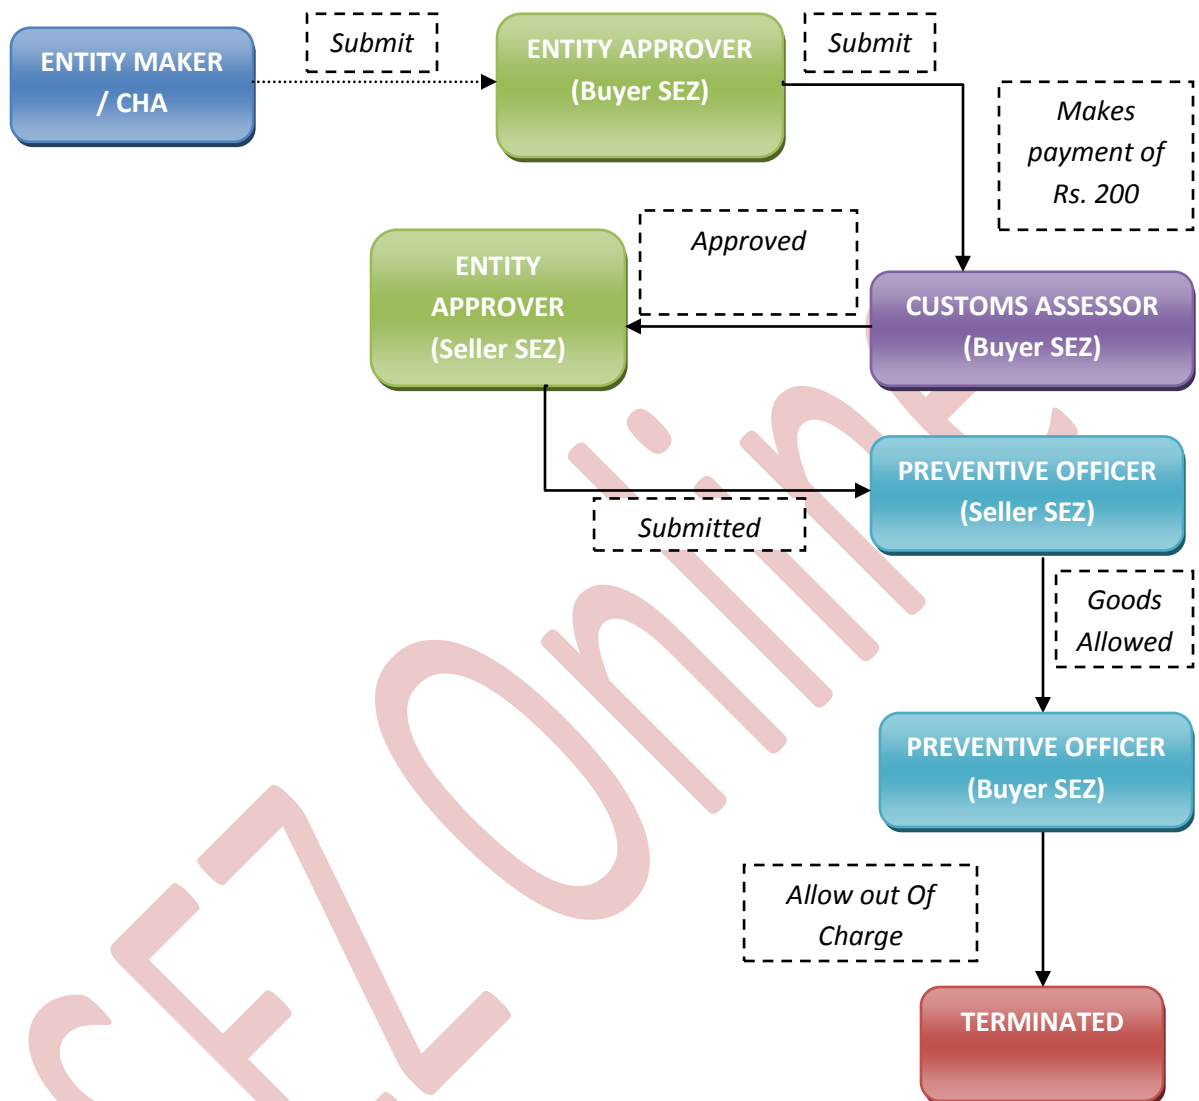 Submit
Submit
ENTITY MAKER
/ CHA
ENTITY APPROVER
(Buyer SEZ)
Makes
payment of
Rs. 200
Approved
ENTITY
APPROVER
(Seller SEZ)
CUSTOMS ASSESSOR
(Buyer SEZ)
PREVENTIVE OFFICER
(Seller SEZ)
Submitted
Goods
Allowed
PREVENTIVE OFFICER
(Buyer SEZ)
Allow out Of
Charge
TERMINATED
SEZ Online